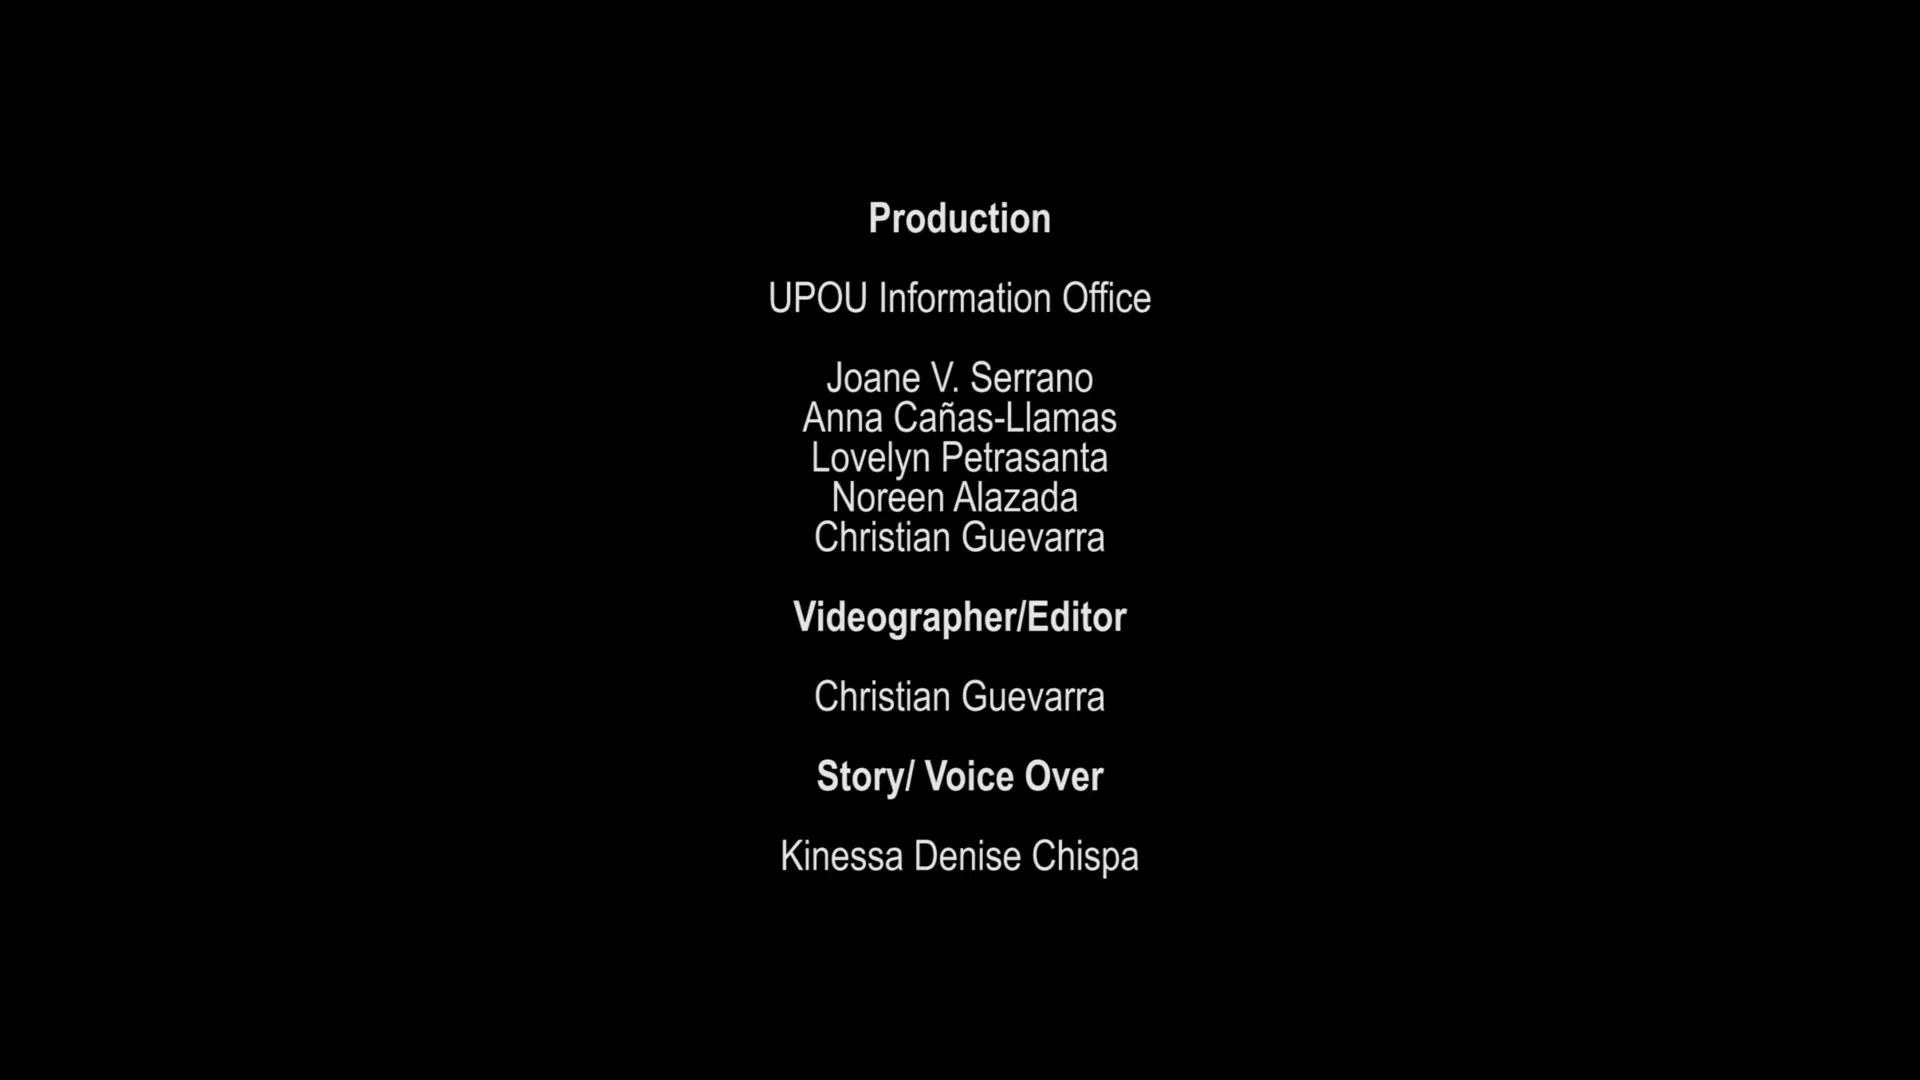 Production
UPOU Information Office
Joane V. Serrano
Anna Cañas-Llamas
Lovelyn Petrasanta
Noreen Alazada
Christian Guevarra
Videographer/Editor
Christian Guevarra
Story/ Voice Over
Kinessa Denise Chispa